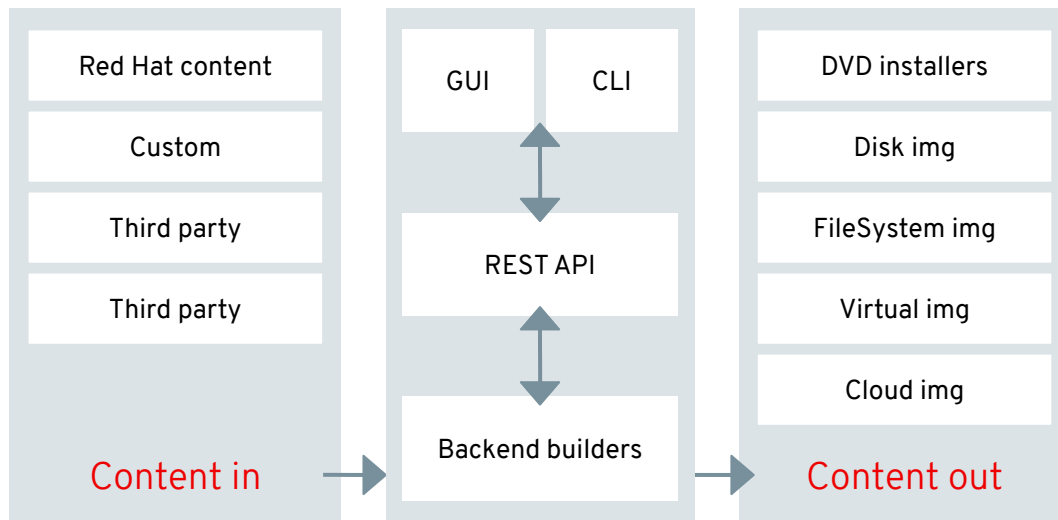 Red Hat content
Custom
Third party
Third party
Content in
GUI
CLI
REST API
Backend builders
DVD installers
Disk img
FileSystem img
Virtual img
Cloud img
Content out